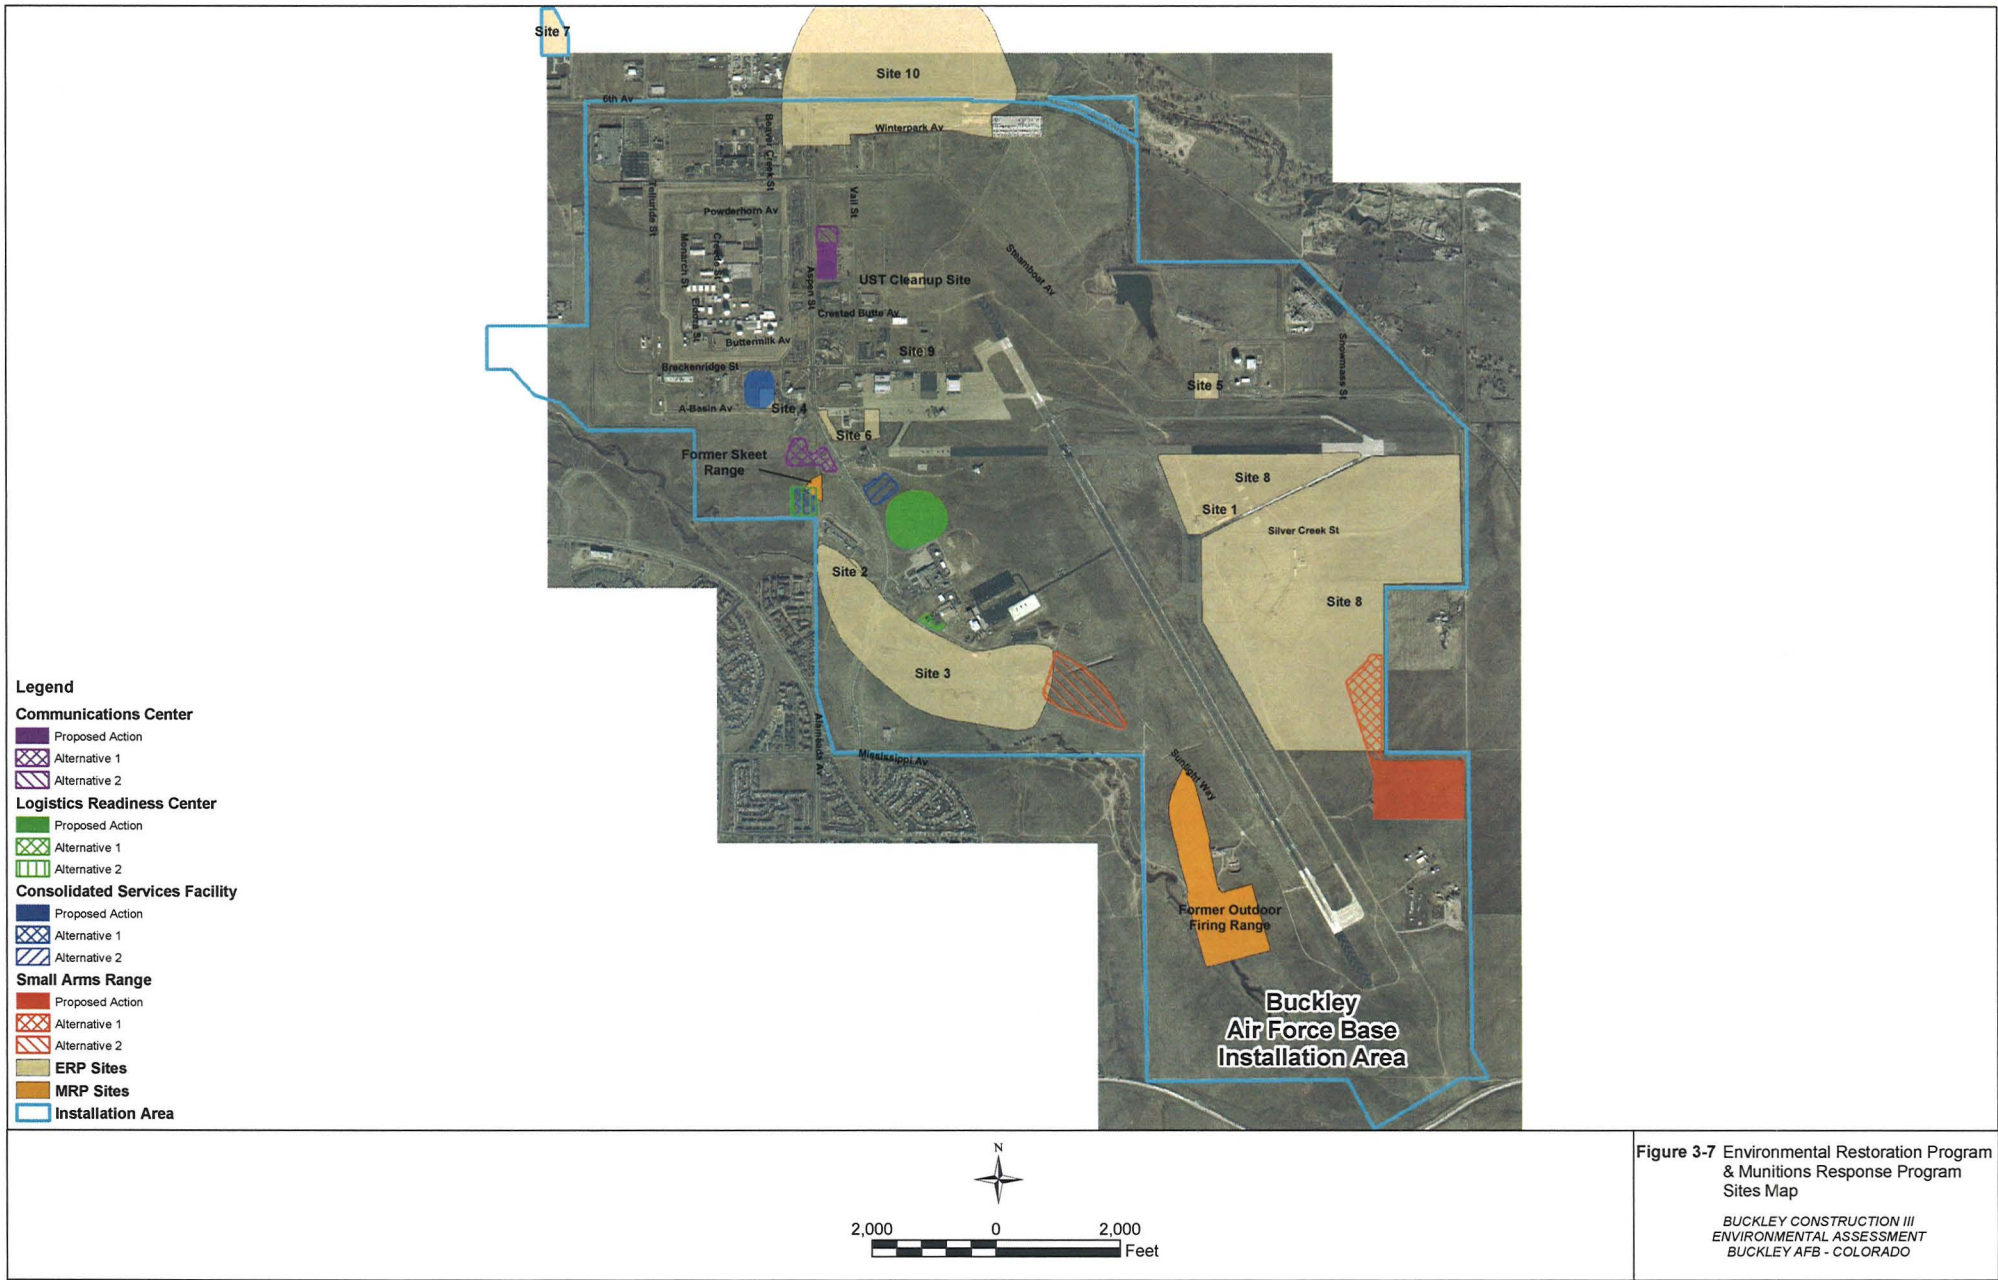 Site 7
Site 10
6th Av
Beaver Creek St
Winterpark Av
Telluride St
Vail St
Powderhorn Av
Monarch St
Creede St
Steamboat Av
Aspen St
UST Cleanup Site
Eldora St
Crested Butte Av
Buttermilk Av
Site 9
Snowmass St
Breckenridge St
Site 5
A-Basin Av
Site 4
Site 6
Former Skeet
Range
Site 8
Site 1
Silver Creek St
Site 2
Site 8
Site 3
Alambada Av
Mississippi Av
Sunlight Way
Former Outdoor
Firing Range
Buckley
Air Force Base
Installation Area
Legend
Communications Center
Proposed Action
Alternative 1
Alternative 2
Logistics Readiness Center
Proposed Action
Alternative 1
Alternative 2
Consolidated Services Facility
Proposed Action
Alternative 1
Alternative 2
Small Arms Range
Proposed Action
Alternative 1
Alternative 2
ERP Sites
MRP Sites
Installation Area
N
2,000 0 2,000
Feet
Figure 3-7 Environmental Restoration Program
& Munitions Response Program
Sites Map
BUCKLEY CONSTRUCTION III
ENVIRONMENTAL ASSESSMENT
BUCKLEY AFB - COLORADO